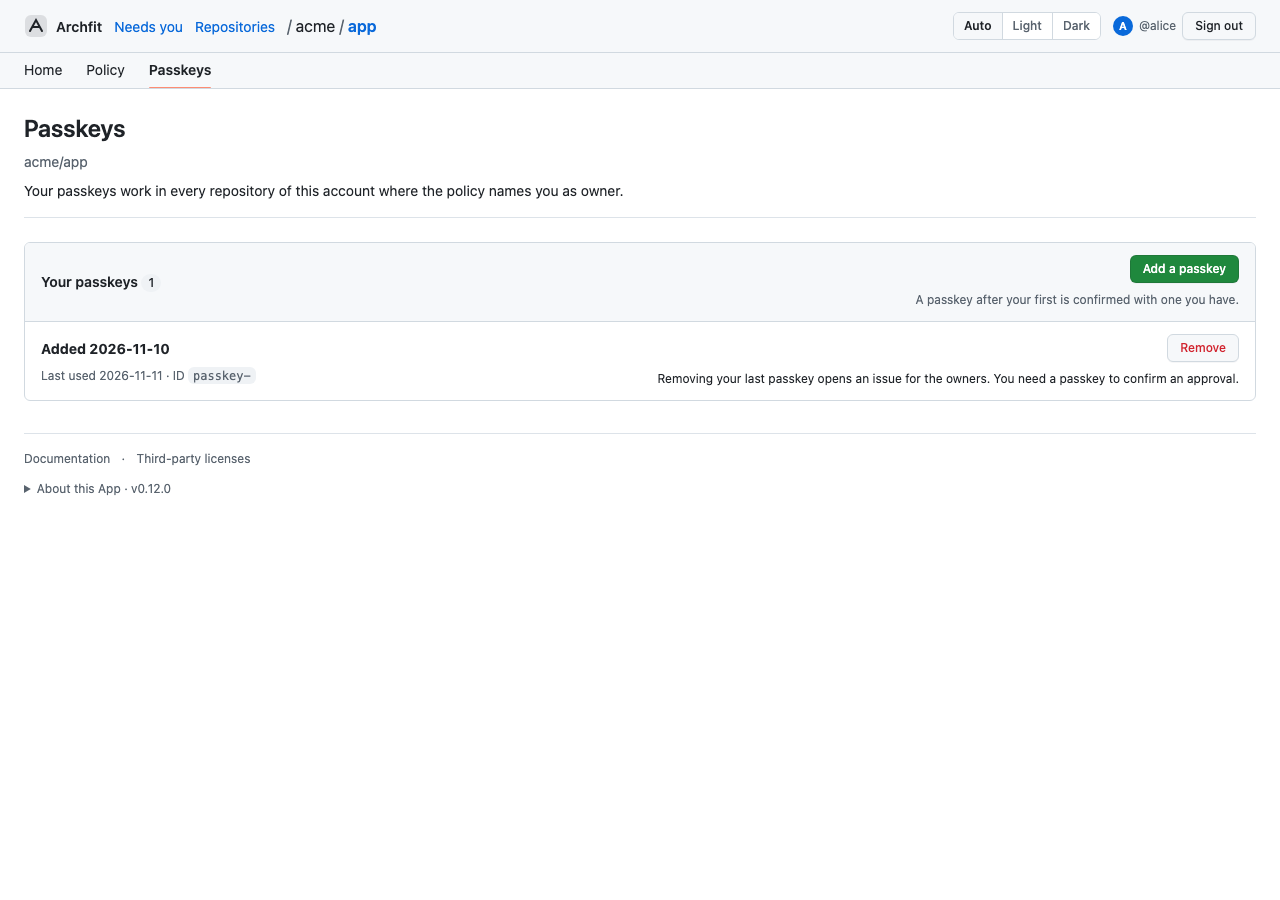 Archfit Needs you Repositories / acme / app Auto Light Dark A @alice Sign out
Home Policy Passkeys
Passkeys
acme/app
Your passkeys work in every repository of this account where the policy names you as owner.
Your passkeys 1
Add a passkey
A passkey after your first is confirmed with one you have.
Added 2026-11-10
Last used 2026-11-11 · ID passkey-
Remove
Removing your last passkey opens an issue for the owners. You need a passkey to confirm an approval.
Documentation · Third-party licenses
About this App · v0.12.0